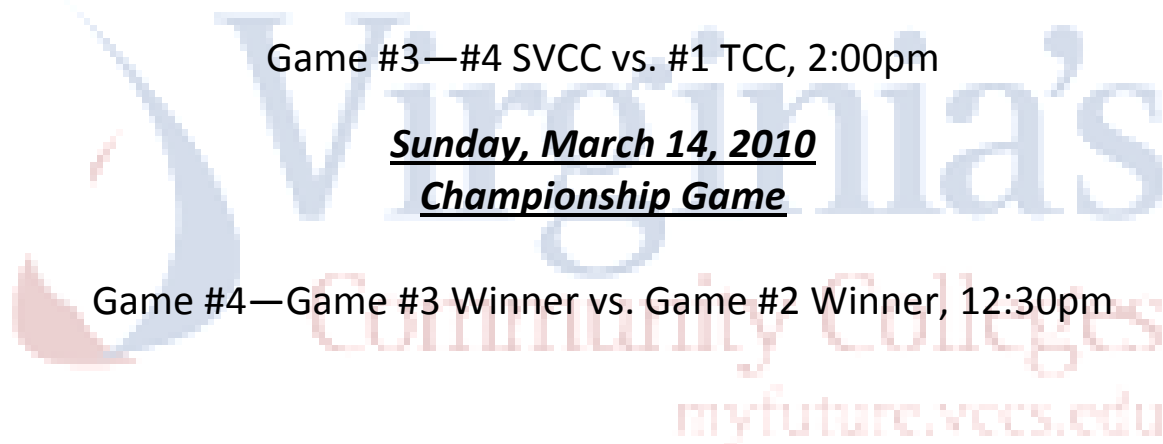 Game #3—#4 SVCC vs. #1 TCC, 2:00pm
Virginia's
Sunday, March 14, 2010
Championship Game
Game #4—Game #3 Winner vs. Game #2 Winner, 12:30pm
Community Colleges
myfuture.vccs.edu